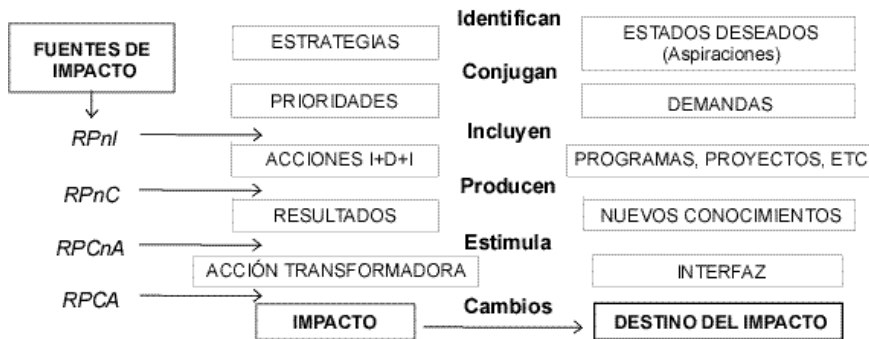 Identifican
FUENTES DE
IMPACTO
ESTRATEGIAS
ESTADOS DESEADOS
(Aspiraciones)
Conjugan
PRIORIDADES
DEMANDAS
RPnI
Incluyen
ACCIONES I+D+I
PROGRAMAS, PROYECTOS, ETC
RPnC
Producen
RESULTADOS
NUEVOS CONOCIMIENTOS
RPCnA
Estimula
ACCIÓN TRANSFORMADORA
INTERFAZ
RPCA
Cambios
IMPACTO
DESTINO DEL IMPACTO